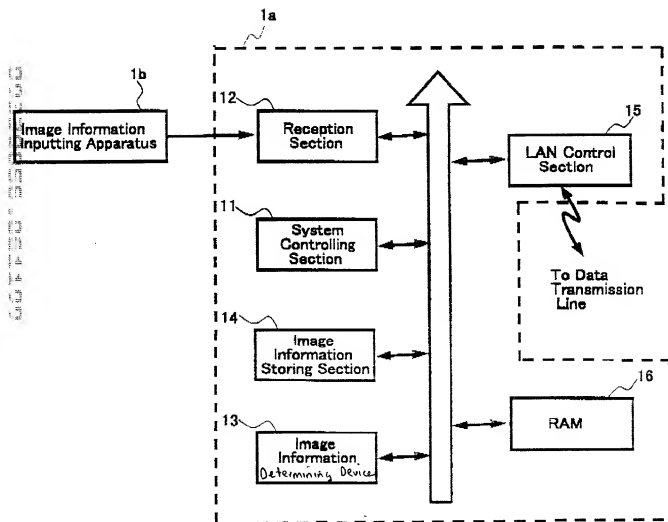 1a
1b
Image Information
Inputting Apparatus
12
Reception
Section
15
LAN Control
Section
11
System
Controlling
Section
To Data
Transmission
Line
14
Image
Information
Storing Section
16
RAM
13
Image
Information
Determining Device